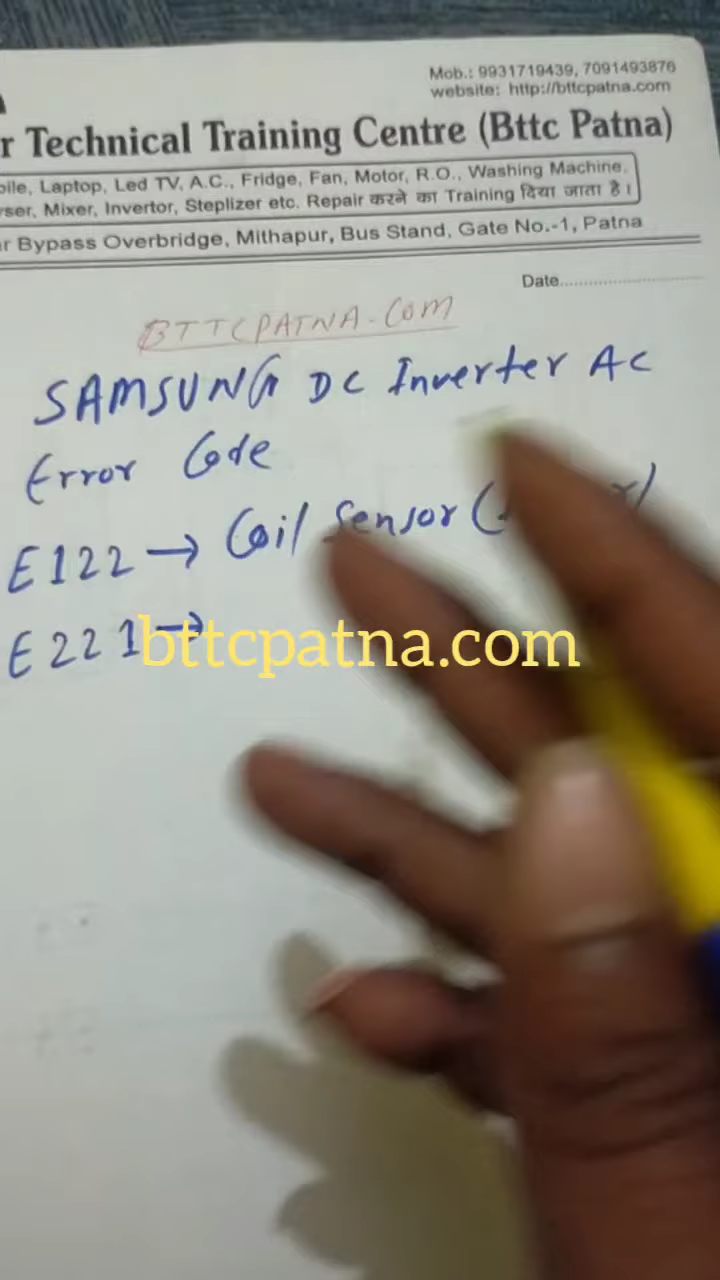 Mob.: 9931719439, 7091493876
website: http://bttcpatna.com
r Technical Training Centre (Bttc Patna)
bile, Laptop, Led TV, A.C., Fridge, Fan, Motor, R.O., Washing Machine,
yser, Mixer, Invertor, Steplizer etc. Repair करने का Training दिया जाता है।
r Bypass Overbridge, Mithapur, Bus Stand, Gate No.-1, Patna
Date
BTTCPATNA.COM
SAMSUNG DC Inverter AC
Error Code
E122 → Coil Sensor (
E221 →
bttcpatna.com